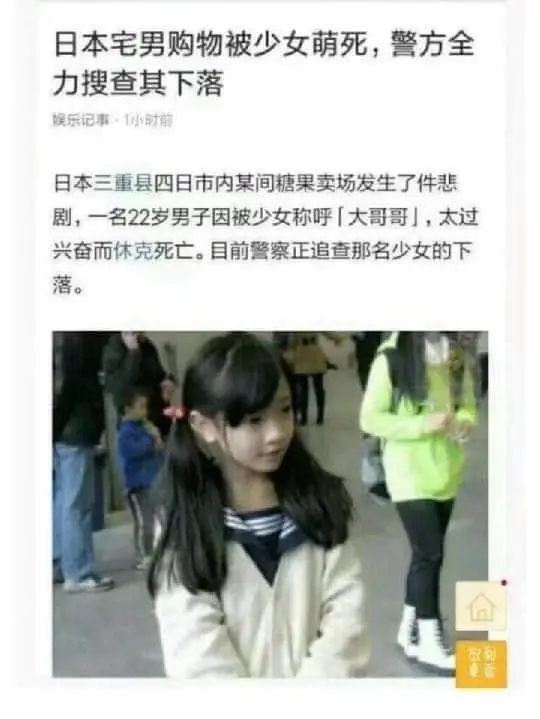 日本宅男购物被少女萌死，警方全
力搜查其下落
娱乐记事·1小时前
日本三重县四日市内某间糖果卖场发生了件悲
剧，一名22岁男子因被少女称呼「大哥哥」，太过
兴奋而休克死亡。目前警察正追查那名少女的下
落。